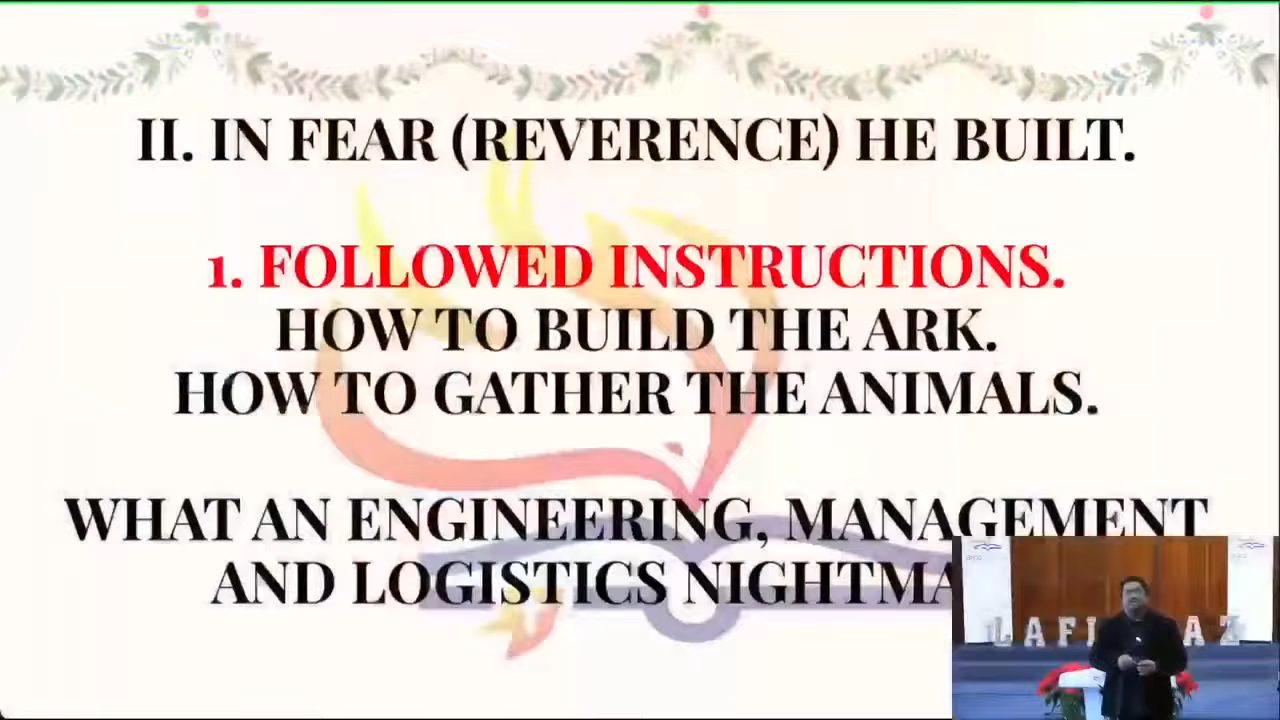 II. IN FEAR (REVERENCE) HE BUILT.
1. FOLLOWED INSTRUCTIONS.
HOW TO BUILD THE ARK.
HOW TO GATHER THE ANIMALS.
WHAT AN ENGINEERING, MANAGEMENT
AND LOGISTICS